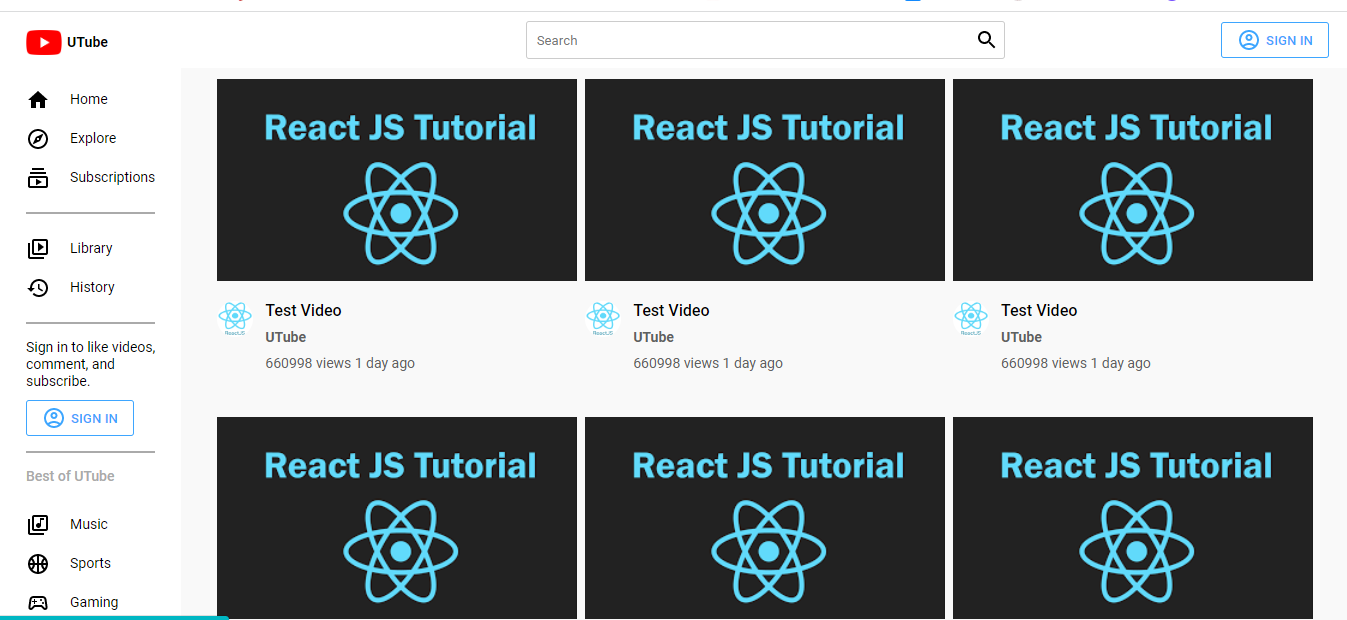 UTube
Search
SIGN IN
Home
Explore
Subscriptions
Library
History
Sign in to like videos,
comment, and
subscribe.
SIGN IN
Best of UTube
Music
Sports
Gaming
React JS Tutorial
React JS Tutorial
React JS Tutorial
ReactJS
Test Video
UTube
660998 views 1 day ago
ReactJS
Test Video
UTube
660998 views 1 day ago
ReactJS
Test Video
UTube
660998 views 1 day ago
React JS Tutorial
React JS Tutorial
React JS Tutorial